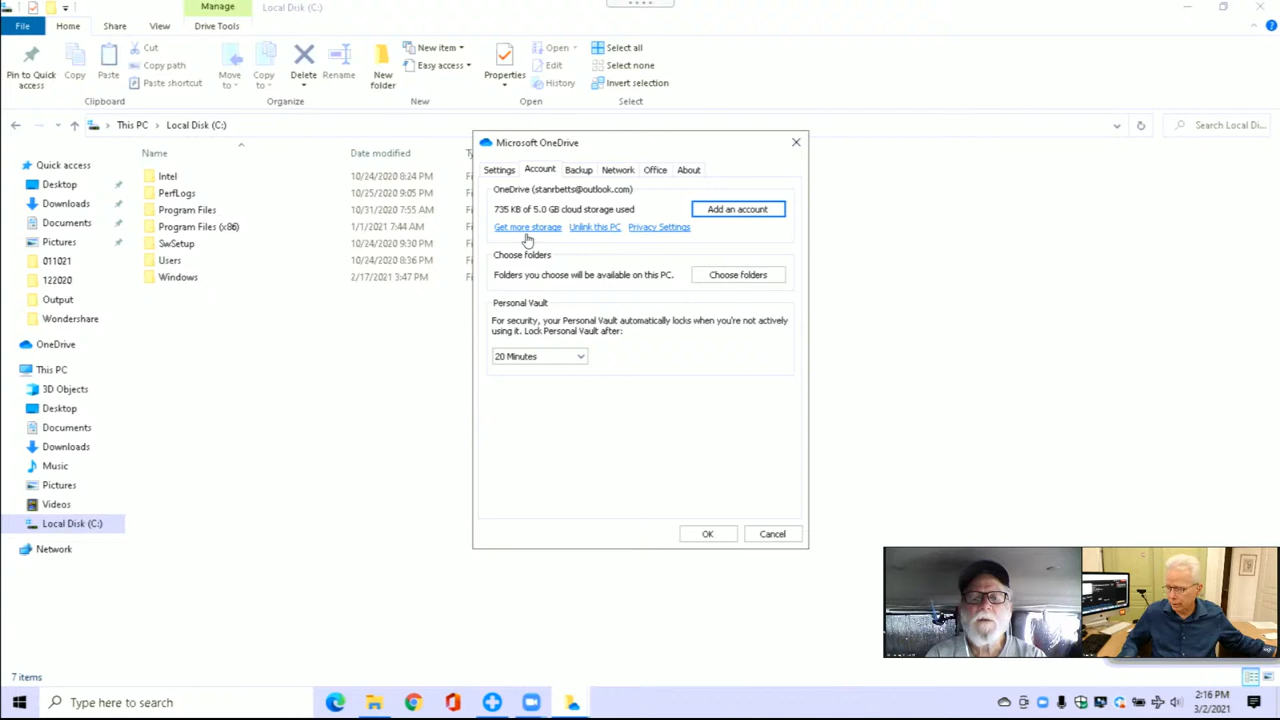 Manage
Local Disk (C:)
File
Home
Share
View
Drive Tools
Pin to Quick access
Copy
Paste
Cut
Copy path
Paste shortcut
Clipboard
Move to
Copy to
Delete
Rename
Organize
New folder
New item
Easy access
New
Properties
Open
Edit
History
Open
Select all
Select none
Invert selection
Select
This PC
Local Disk (C:)
Search Local Di...
Quick access
Desktop
Downloads
Documents
Pictures
011021
122020
Output
Wondershare
OneDrive
This PC
3D Objects
Desktop
Documents
Downloads
Music
Pictures
Videos
Local Disk (C:)
Network
Name
Date modified
Intel
10/24/2020 8:24 PM
PerfLogs
10/25/2020 9:05 PM
Program Files
10/31/2020 7:55 AM
Program Files (x86)
1/1/2021 7:44 AM
SwSetup
10/24/2020 9:30 PM
Users
10/24/2020 8:36 PM
Windows
2/17/2021 3:47 PM
Microsoft OneDrive
Settings
Account
Backup
Network
Office
About
OneDrive (stanrbetts@outlook.com)
735 KB of 5.0 GB cloud storage used
Add an account
Get more storage
Unlink this PC
Privacy Settings
Choose folders
Folders you choose will be available on this PC.
Choose folders
Personal Vault
For security, your Personal Vault automatically locks when you're not actively
using it. Lock Personal Vault after:
20 Minutes
OK
Cancel
7 items
Type here to search
2:16 PM
3/2/2021